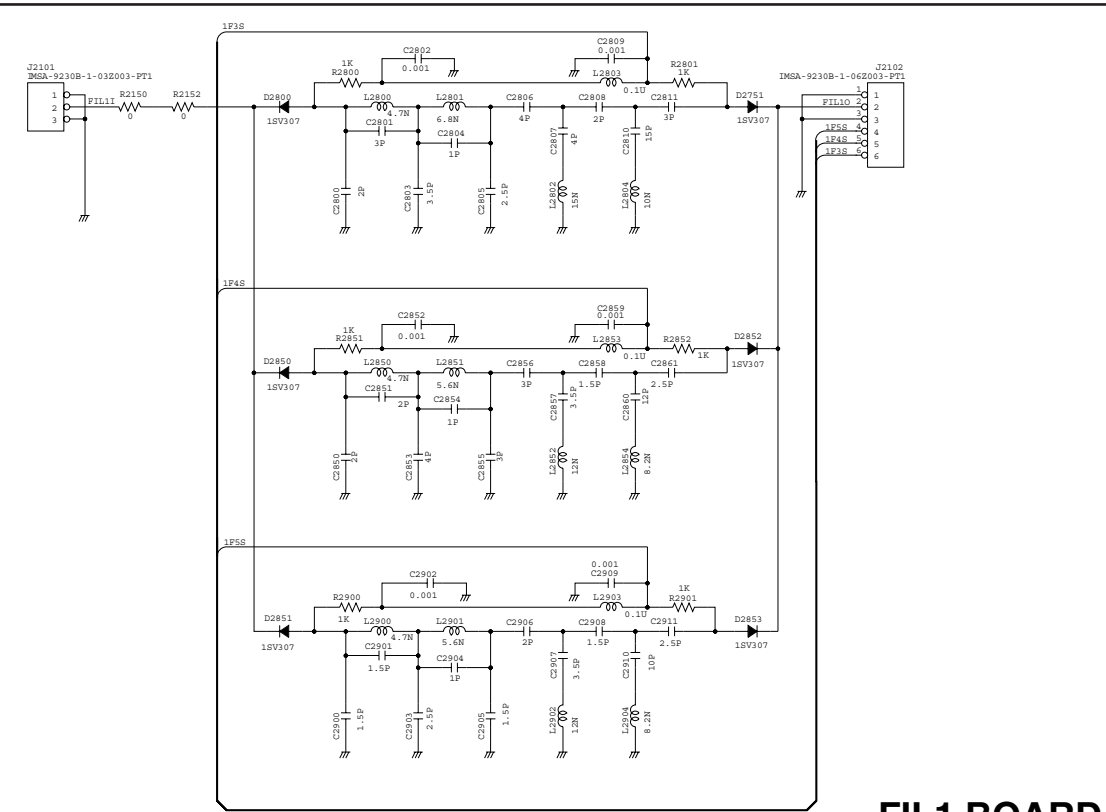 1F3S
J2101
IMSA-9230B-1-03Z003-PT1
1
2
3
FIL1I
R2150
0
R2152
0
D2800
1SV307
1K
R2800
C2802
0.001
C2809
0.001
L2803
0.1U
R2801
1K
L2800
4.7N
L2801
6.8N
C2801
3P
C2804
1P
C2806
4P
C2808
2P
C2811
3P
D2751
1SV307
C2800
2P
C2803
3.5P
C2805
2.5P
C2807
4P
C2810
15P
L2802
15N
L2804
10N
J2102
IMSA-9230B-1-06Z003-PT1
FIL1O
1F5S
1F4S
1F3S
1
2
3
4
5
6
1
2
3
4
5
6
1F4S
D2850
1SV307
1K
R2851
C2852
0.001
C2859
0.001
L2853
0.1U
R2852
1K
D2852
1SV307
L2850
4.7N
L2851
5.6N
C2851
2P
C2854
1P
C2856
3P
C2858
1.5P
C2861
2.5P
C2850
2P
C2853
4P
C2855
3P
C2857
3.5P
C2860
12P
L2852
12N
L2854
8.2N
1F5S
D2851
1SV307
R2900
1K
C2902
0.001
0.001
C2909
L2903
0.1U
1K
R2901
D2853
1SV307
L2900
4.7N
L2901
5.6N
C2901
1.5P
C2904
1P
C2906
2P
C2908
1.5P
C2911
2.5P
C2900
1.5P
C2903
2.5P
C2905
1.5P
C2907
3.5P
C2910
10P
L2902
12N
L2904
8.2N
FIL1 BOARD